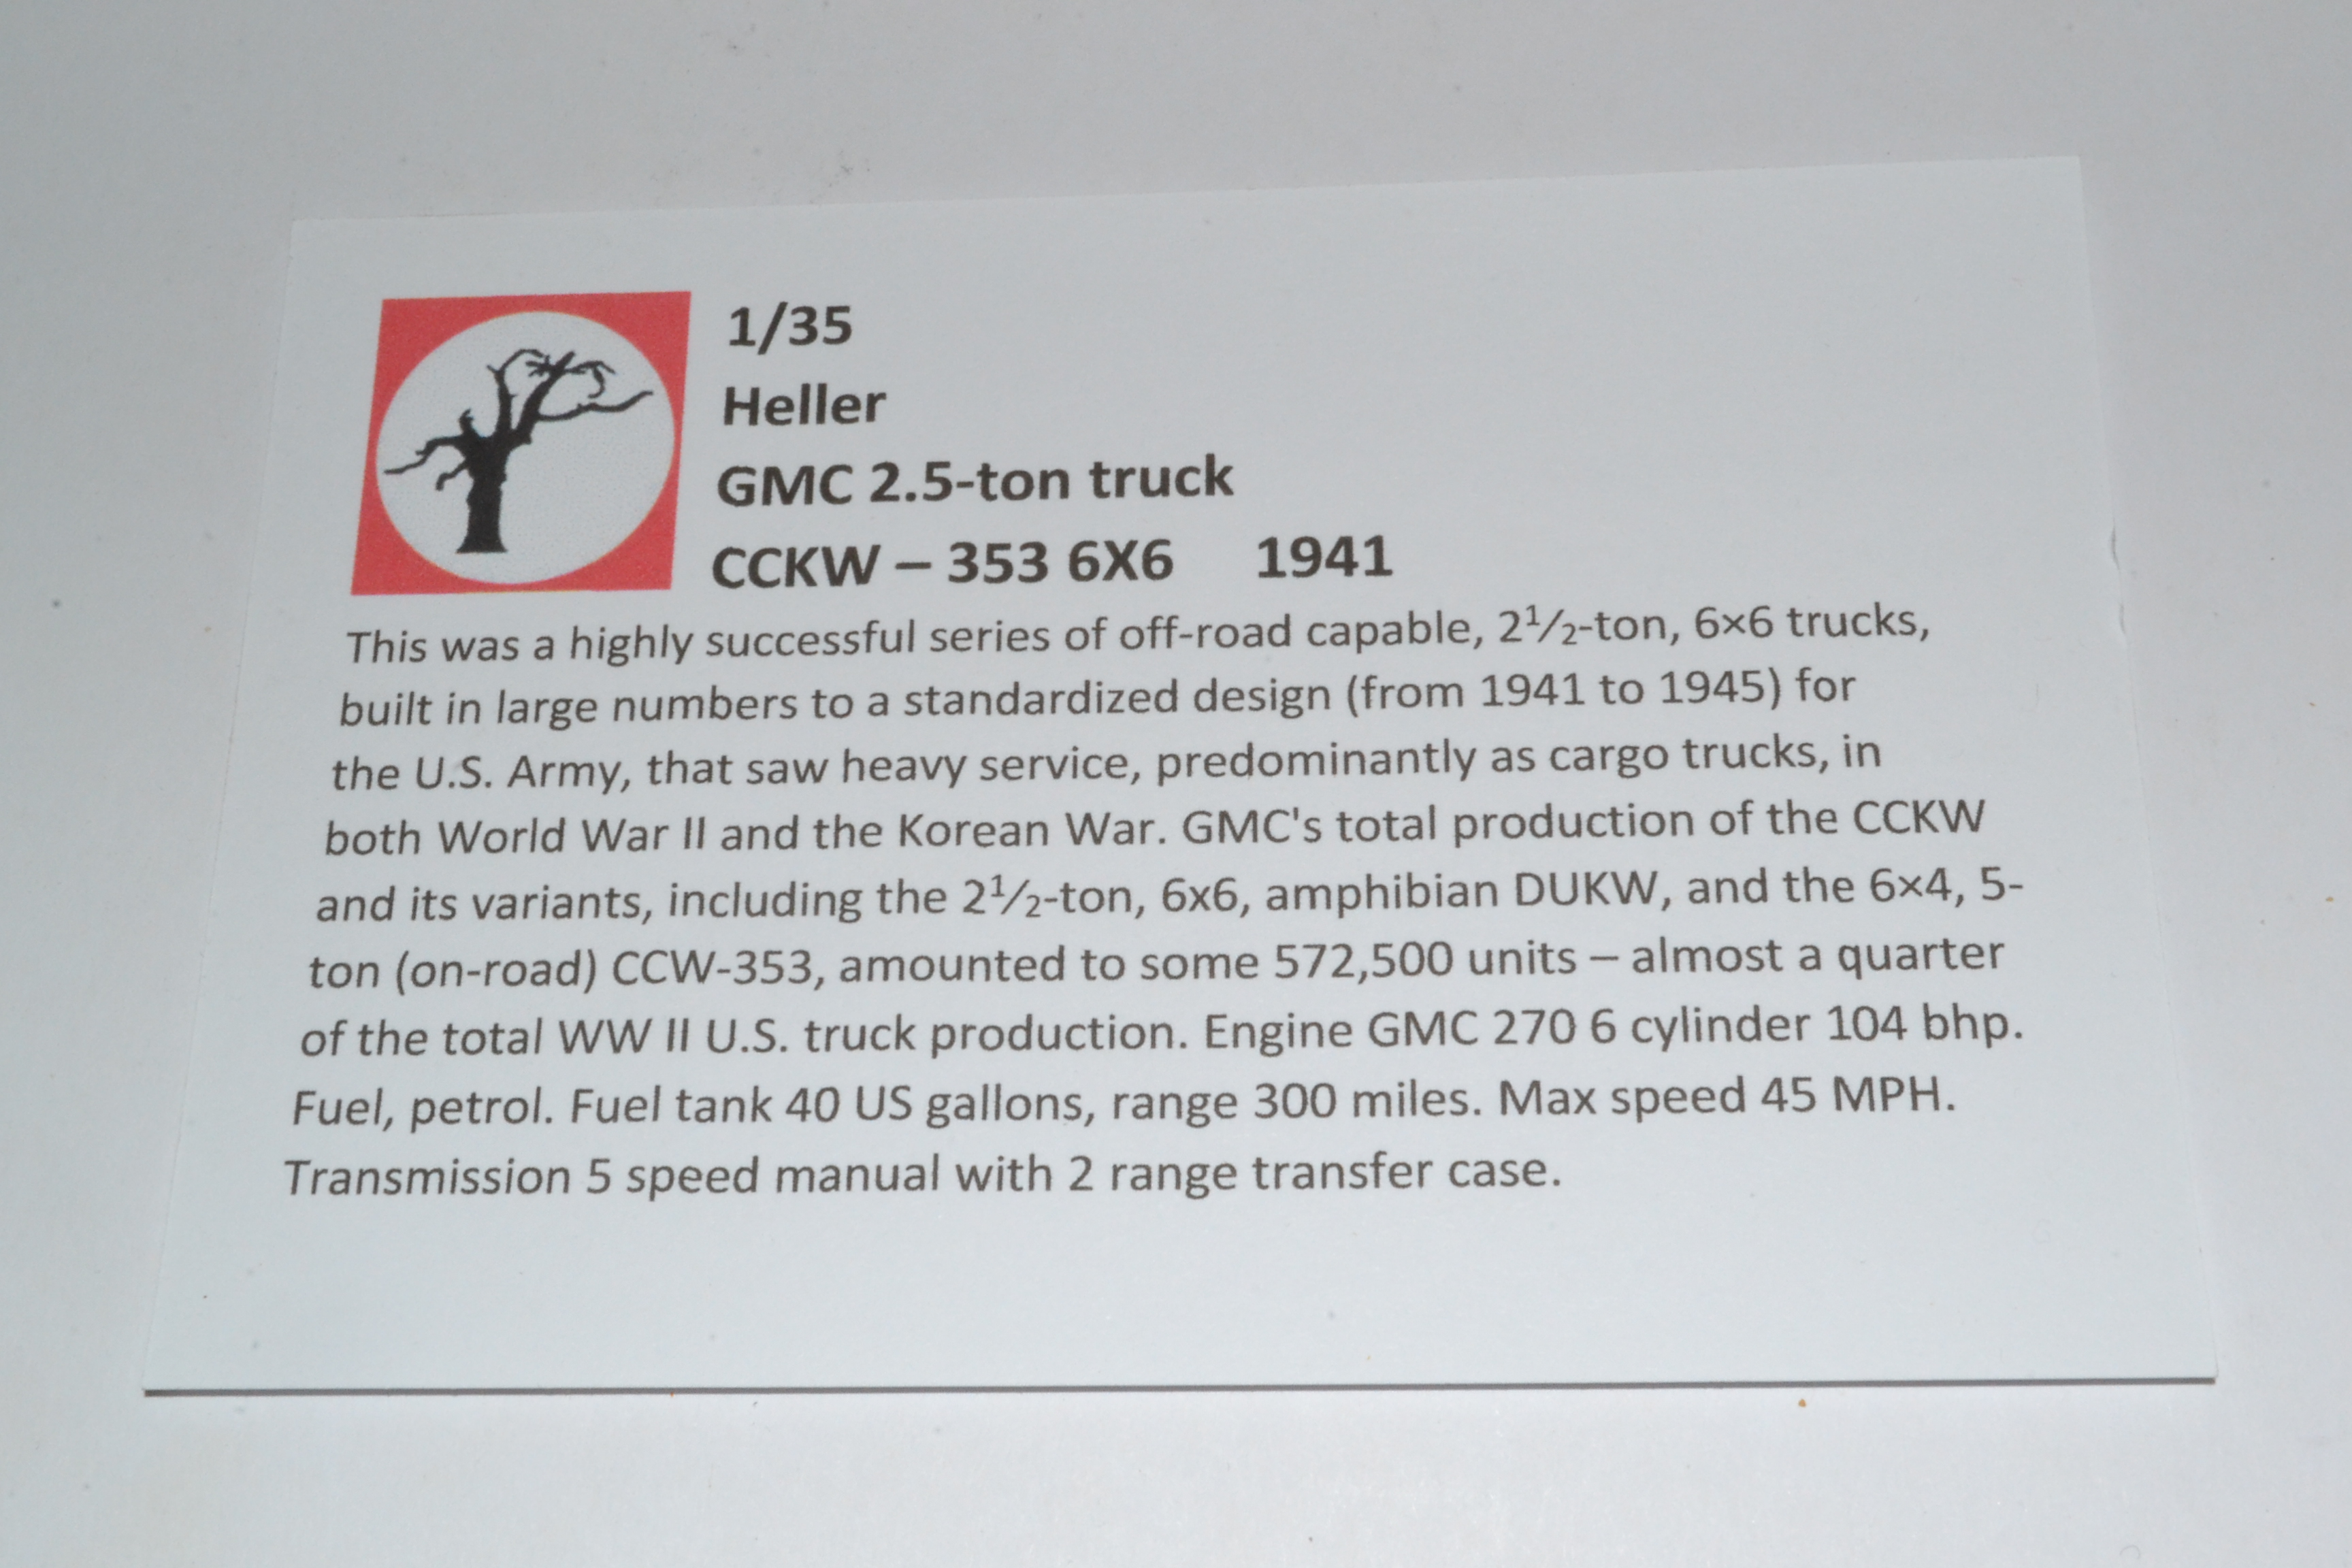 1/35
Heller
GMC 2.5-ton truck
CCKW – 353 6X6 1941
This was a highly successful series of off-road capable, 2½-ton, 6×6 trucks,
built in large numbers to a standardized design (from 1941 to 1945) for
the U.S. Army, that saw heavy service, predominantly as cargo trucks, in
both World War II and the Korean War. GMC's total production of the CCKW
and its variants, including the 2½-ton, 6x6, amphibian DUKW, and the 6×4, 5-
ton (on-road) CCW-353, amounted to some 572,500 units – almost a quarter
of the total WW II U.S. truck production. Engine GMC 270 6 cylinder 104 bhp.
Fuel, petrol. Fuel tank 40 US gallons, range 300 miles. Max speed 45 MPH.
Transmission 5 speed manual with 2 range transfer case.